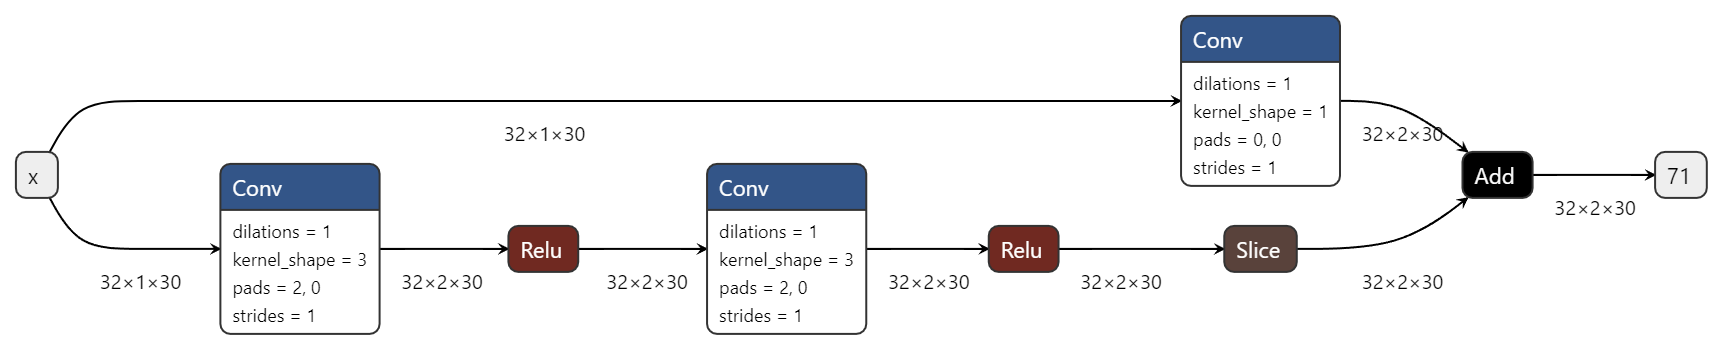 Conv
dilations = 1
kernel_shape = 1
pads = 0, 0
strides = 1
32×1×30
32×2×30
x
Add
71
32×2×30
Conv
dilations = 1
kernel_shape = 3
pads = 2, 0
strides = 1
Relu
Conv
dilations = 1
kernel_shape = 3
pads = 2, 0
strides = 1
Relu
Slice
32×1×30
32×2×30
32×2×30
32×2×30
32×2×30
32×2×30